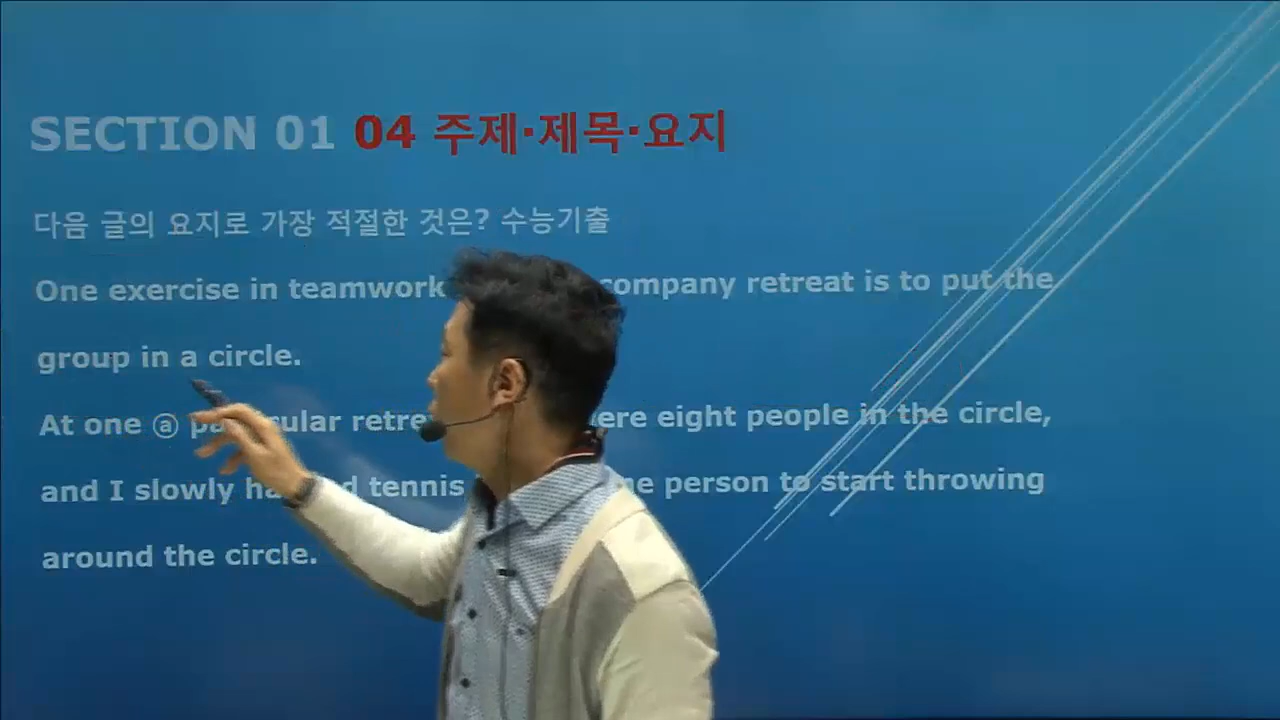 SECTION 01 04 주제·제목·요지
다음 글의 요지로 가장 적절한 것은? 수능기출
One exercise in teamwork company retreat is to put the
group in a circle.
At one ⓐ retre eight people in the circle,
and I slowly tennis person to start throwing
around the circle.